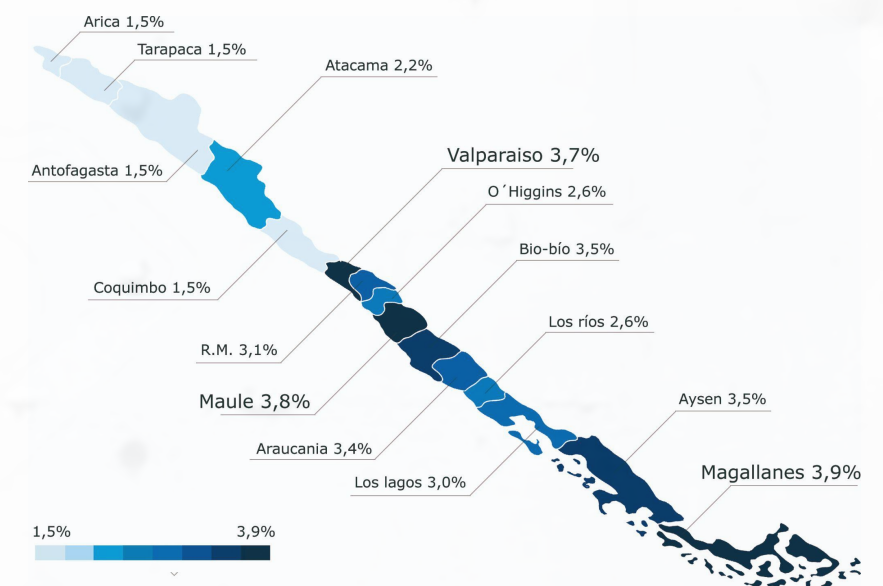 Arica 1,5%
Tarapaca 1,5%
Atacama 2,2%
Antofagasta 1,5%
Valparaiso 3,7%
O´Higgins 2,6%
Bio-bío 3,5%
Coquimbo 1,5%
Los ríos 2,6%
R.M. 3,1%
Maule 3,8%
Aysen 3,5%
Araucania 3,4%
Magallanes 3,9%
Los lagos 3,0%
1,5%
3,9%